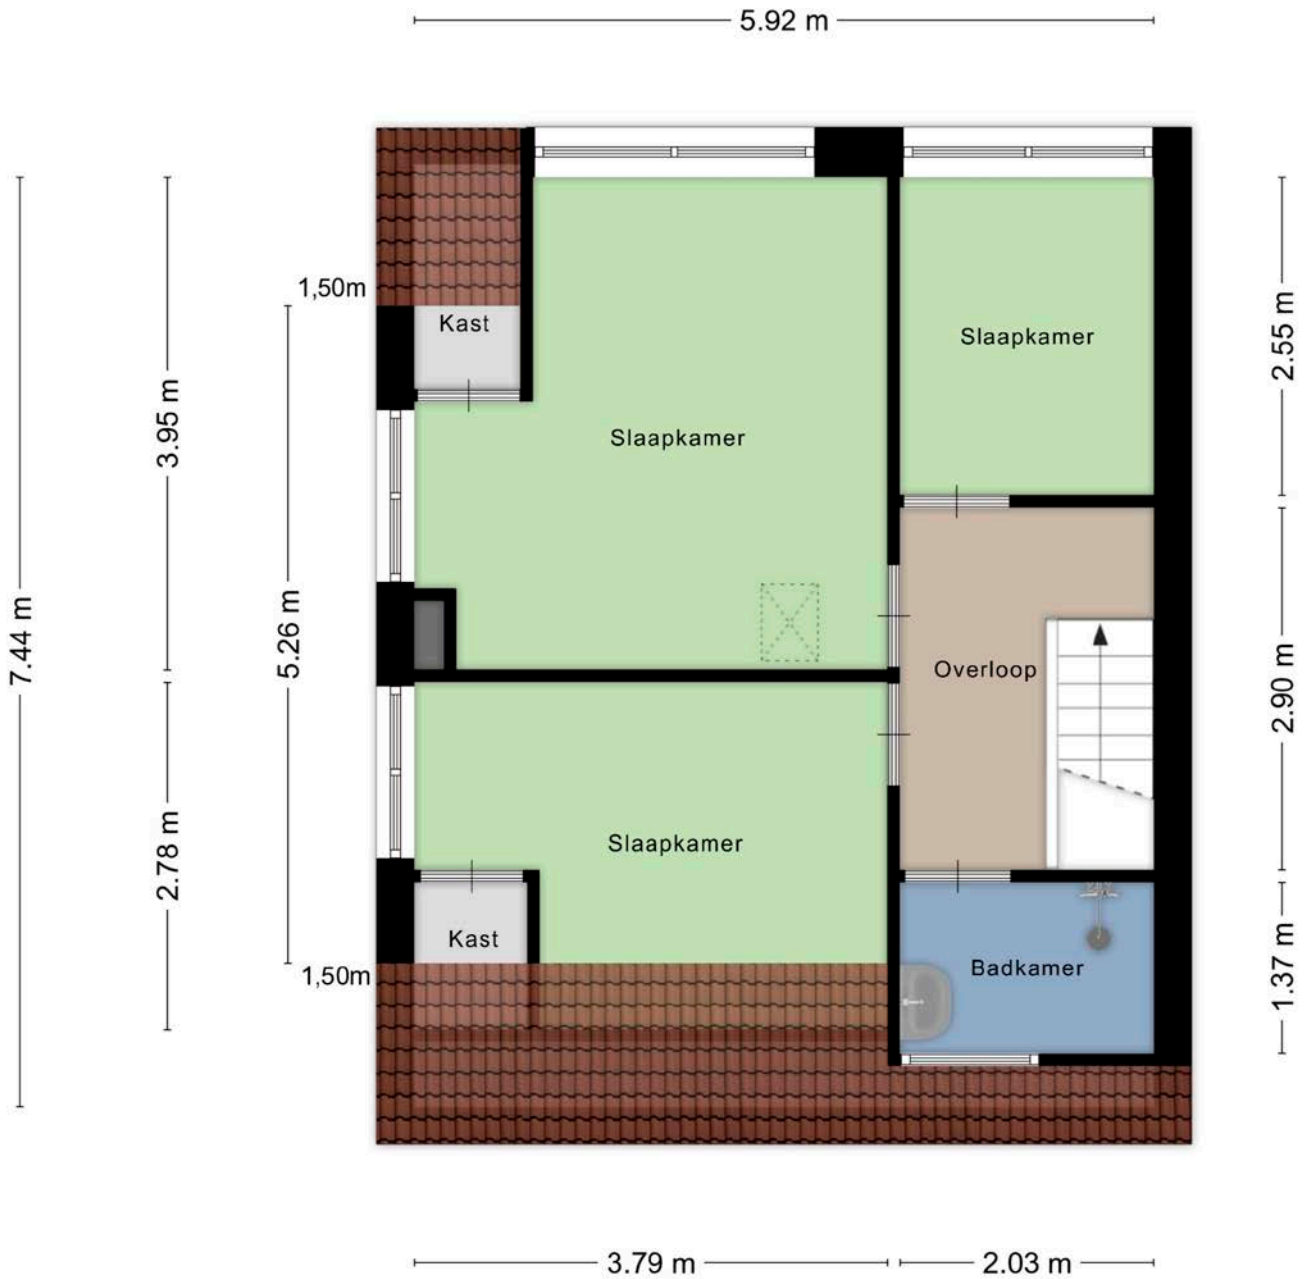 5.92 m
1,50m
Kast
Slaapkamer
2.55 m
3.95 m
Slaapkamer
7.44 m
5.26 m
Overloop
2.90 m
Slaapkamer
2.78 m
Kast
1,50m
Badkamer
1.37 m
3.79 m
2.03 m